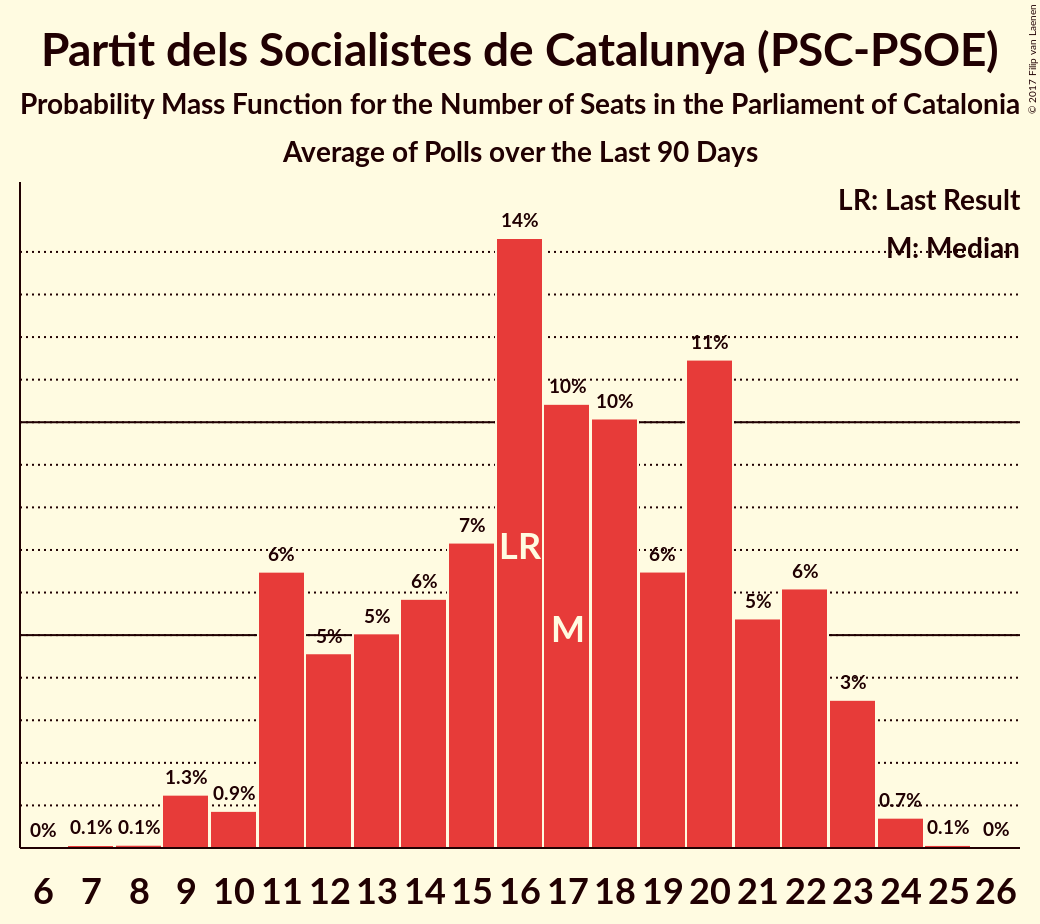 Partit dels Socialistes de Catalunya (PSC-PSOE)
Probability Mass Function for the Number of Seats in the Parliament of Catalonia
Average of Polls over the Last 90 Days
© 2017 Filip van Laenen
LR: Last Result
M: Median
0% 0.1% 0.1% 1.3% 0.9% 6% 5% 5% 6% 7% 14% 10% 10% 6% 11% 5% 6% 3% 0.7% 0.1% 0%
LR
M
6 7 8 9 10 11 12 13 14 15 16 17 18 19 20 21 22 23 24 25 26